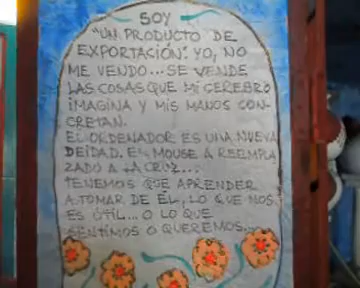 SOY
"UN PRODUCTO DE
EXPORTACIÓN". YO, NO
ME VENDO... SE VENDE
LAS COSAS QUE MI CEREBRO
IMAGINA Y MIS MANOS CON-
CRETAN.
EL ORDENADOR ES UNA NUEVA
DEIDAD. EL MOUSE A REEMPLA
ZADO A LA CRUZ...
TENEMOS QUE APRENDER
A TOMAR DE ÉL, LO QUE NOS
ES ÚTIL... O LO QUE
SENTIMOS O QUEREMOS...